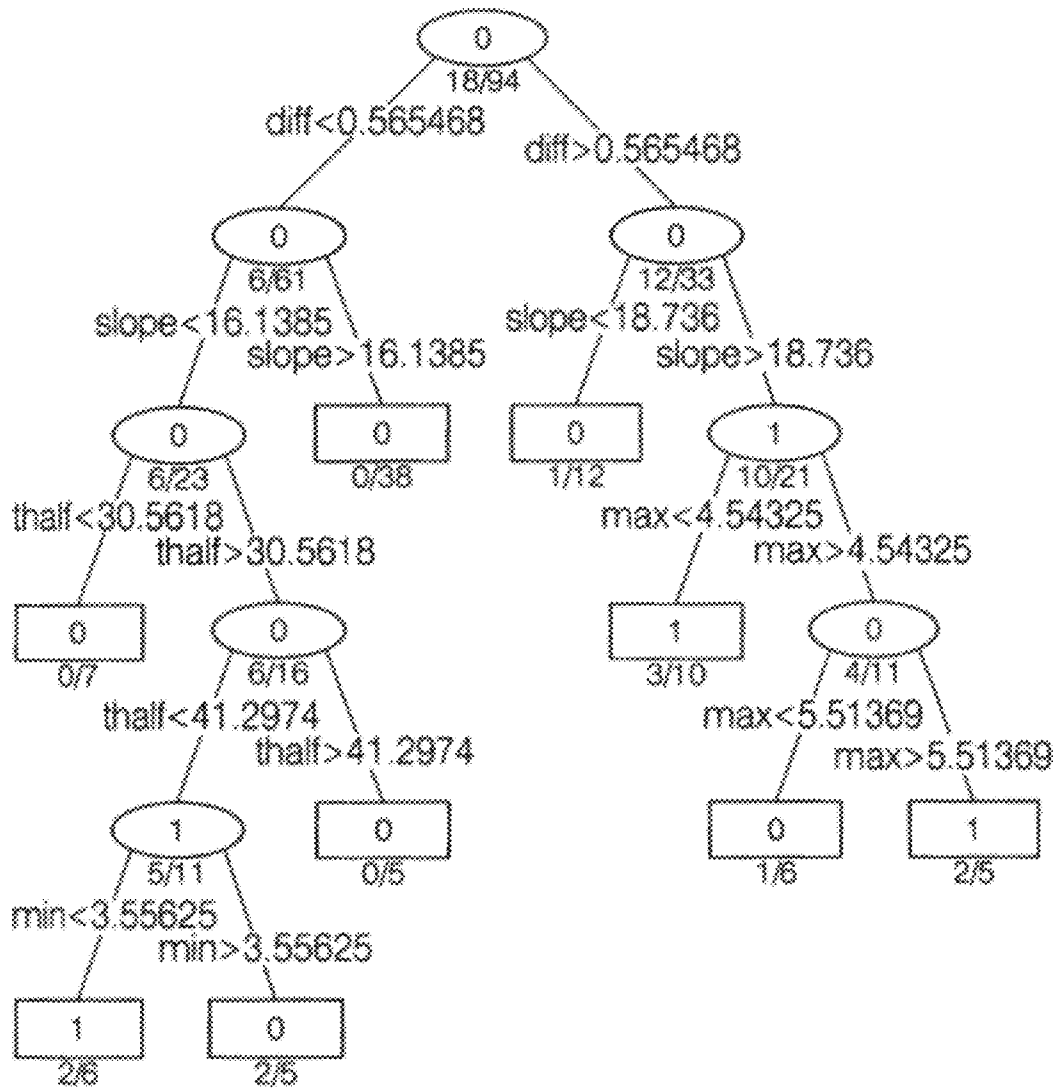 0
18/94
diff<0.565468
diff>0.565468
0
6/61
0
12/33
slope<16.1385
slope>16.1385
slope<18.736
slope>18.736
0
6/23
0
0/38
0
1/12
1
10/21
thalf<30.5618
thalf>30.5618
max<4.54325
max>4.54325
0
0/7
0
6/16
1
3/10
0
4/11
thalf<41.2974
thalf>41.2974
max<5.51369
max>5.51369
1
5/11
0
0/5
0
1/6
1
2/5
min<3.55625
min>3.55625
1
2/6
0
2/5